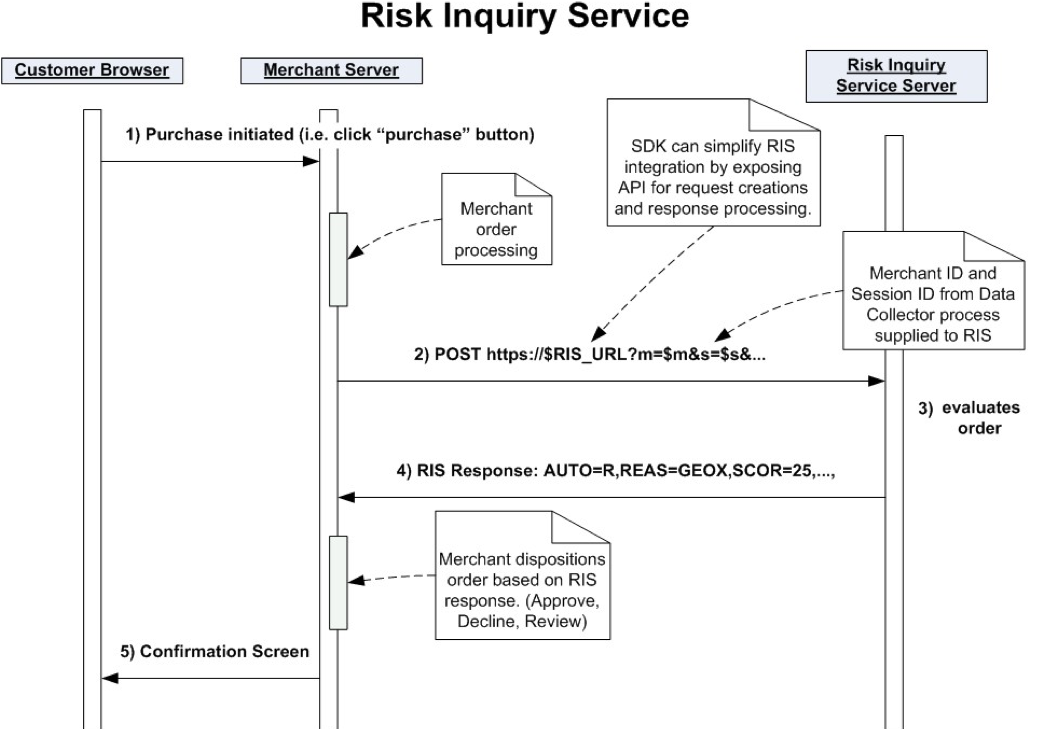 Risk Inquiry Service
Customer Browser
Merchant Server
Risk Inquiry
Service Server
1) Purchase initiated (i.e. click “purchase” button)
SDK can simplify RIS
integration by exposing
API for request creations
and response processing.
Merchant
order
processing
Merchant ID and
Session ID from Data
Collector process
supplied to RIS
2) POST https://$RIS_URL?m=$m&s=$s&...
3) evaluates
order
4) RIS Response: AUTO=R,REAS=GEOX,SCOR=25,...,
Merchant dispositions
order based on RIS
response. (Approve,
Decline, Review)
5) Confirmation Screen